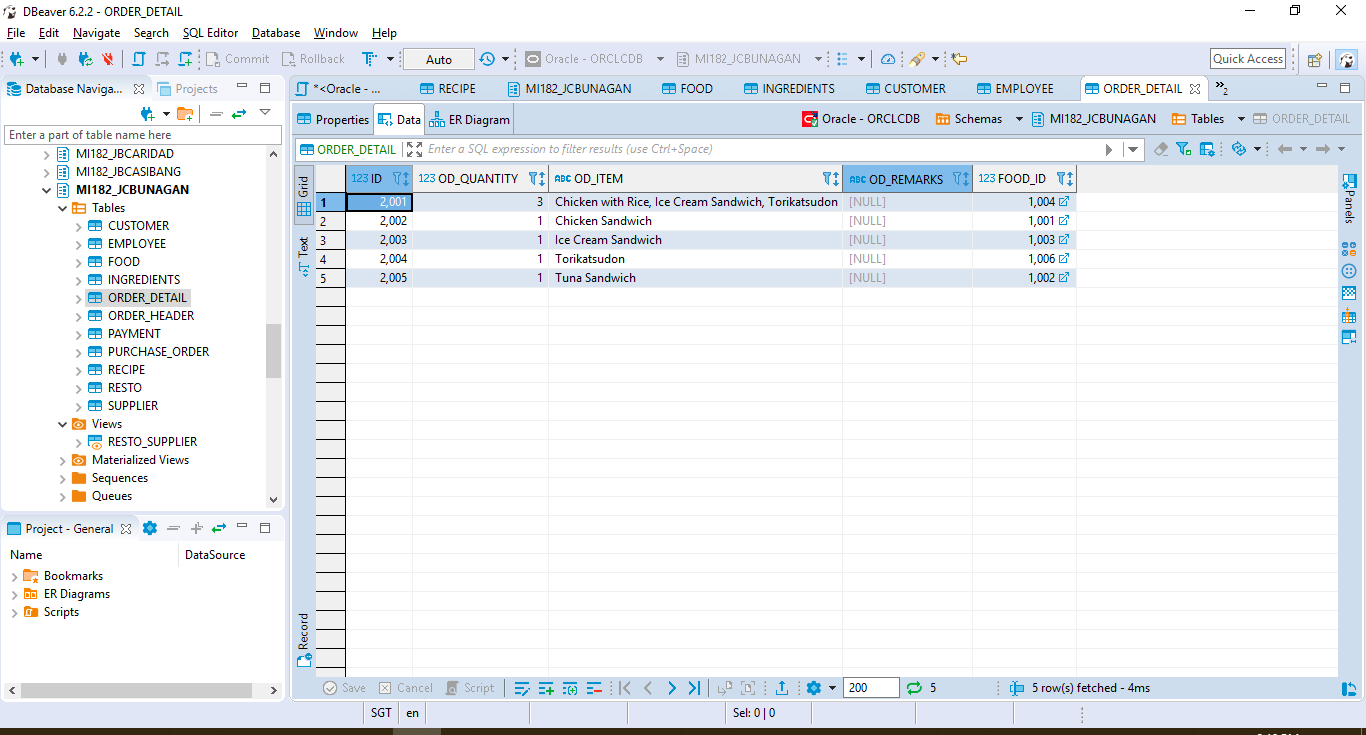 DBeaver 6.2.2 - ORDER_DETAIL
File Edit Navigate Search SQL Editor Database Window Help
Commit Rollback Auto Oracle - ORCLCDB MI182_JCBUNAGAN Quick Access
Database Naviga... Projects
Enter a part of table name here
MI182_JBCARIDAD
MI182_JBCASIBANG
MI182_JCBUNAGAN
Tables
CUSTOMER
EMPLOYEE
FOOD
INGREDIENTS
ORDER_DETAIL
ORDER_HEADER
PAYMENT
PURCHASE_ORDER
RECIPE
RESTO
SUPPLIER
Views
RESTO_SUPPLIER
Materialized Views
Sequences
Queues
Project - General
Name DataSource
Bookmarks
ER Diagrams
Scripts
*<Oracle - ... RECIPE MI182_JCBUNAGAN FOOD INGREDIENTS CUSTOMER EMPLOYEE ORDER_DETAIL »2
Properties Data ER Diagram Oracle - ORCLCDB Schemas MI182_JCBUNAGAN Tables ORDER_DETAIL
ORDER_DETAIL Enter a SQL expression to filter results (use Ctrl+Space)
Grid
Text
Record
123 ID 123 OD_QUANTITY ABC OD_ITEM ABC OD_REMARKS 123 FOOD_ID
1 2,001 3 Chicken with Rice, Ice Cream Sandwich, Torikatsudon [NULL] 1,004
2 2,002 1 Chicken Sandwich [NULL] 1,001
3 2,003 1 Ice Cream Sandwich [NULL] 1,003
4 2,004 1 Torikatsudon [NULL] 1,006
5 2,005 1 Tuna Sandwich [NULL] 1,002
Panels
Save Cancel Script 200 5 5 row(s) fetched - 4ms
SGT en Sel: 0 | 0